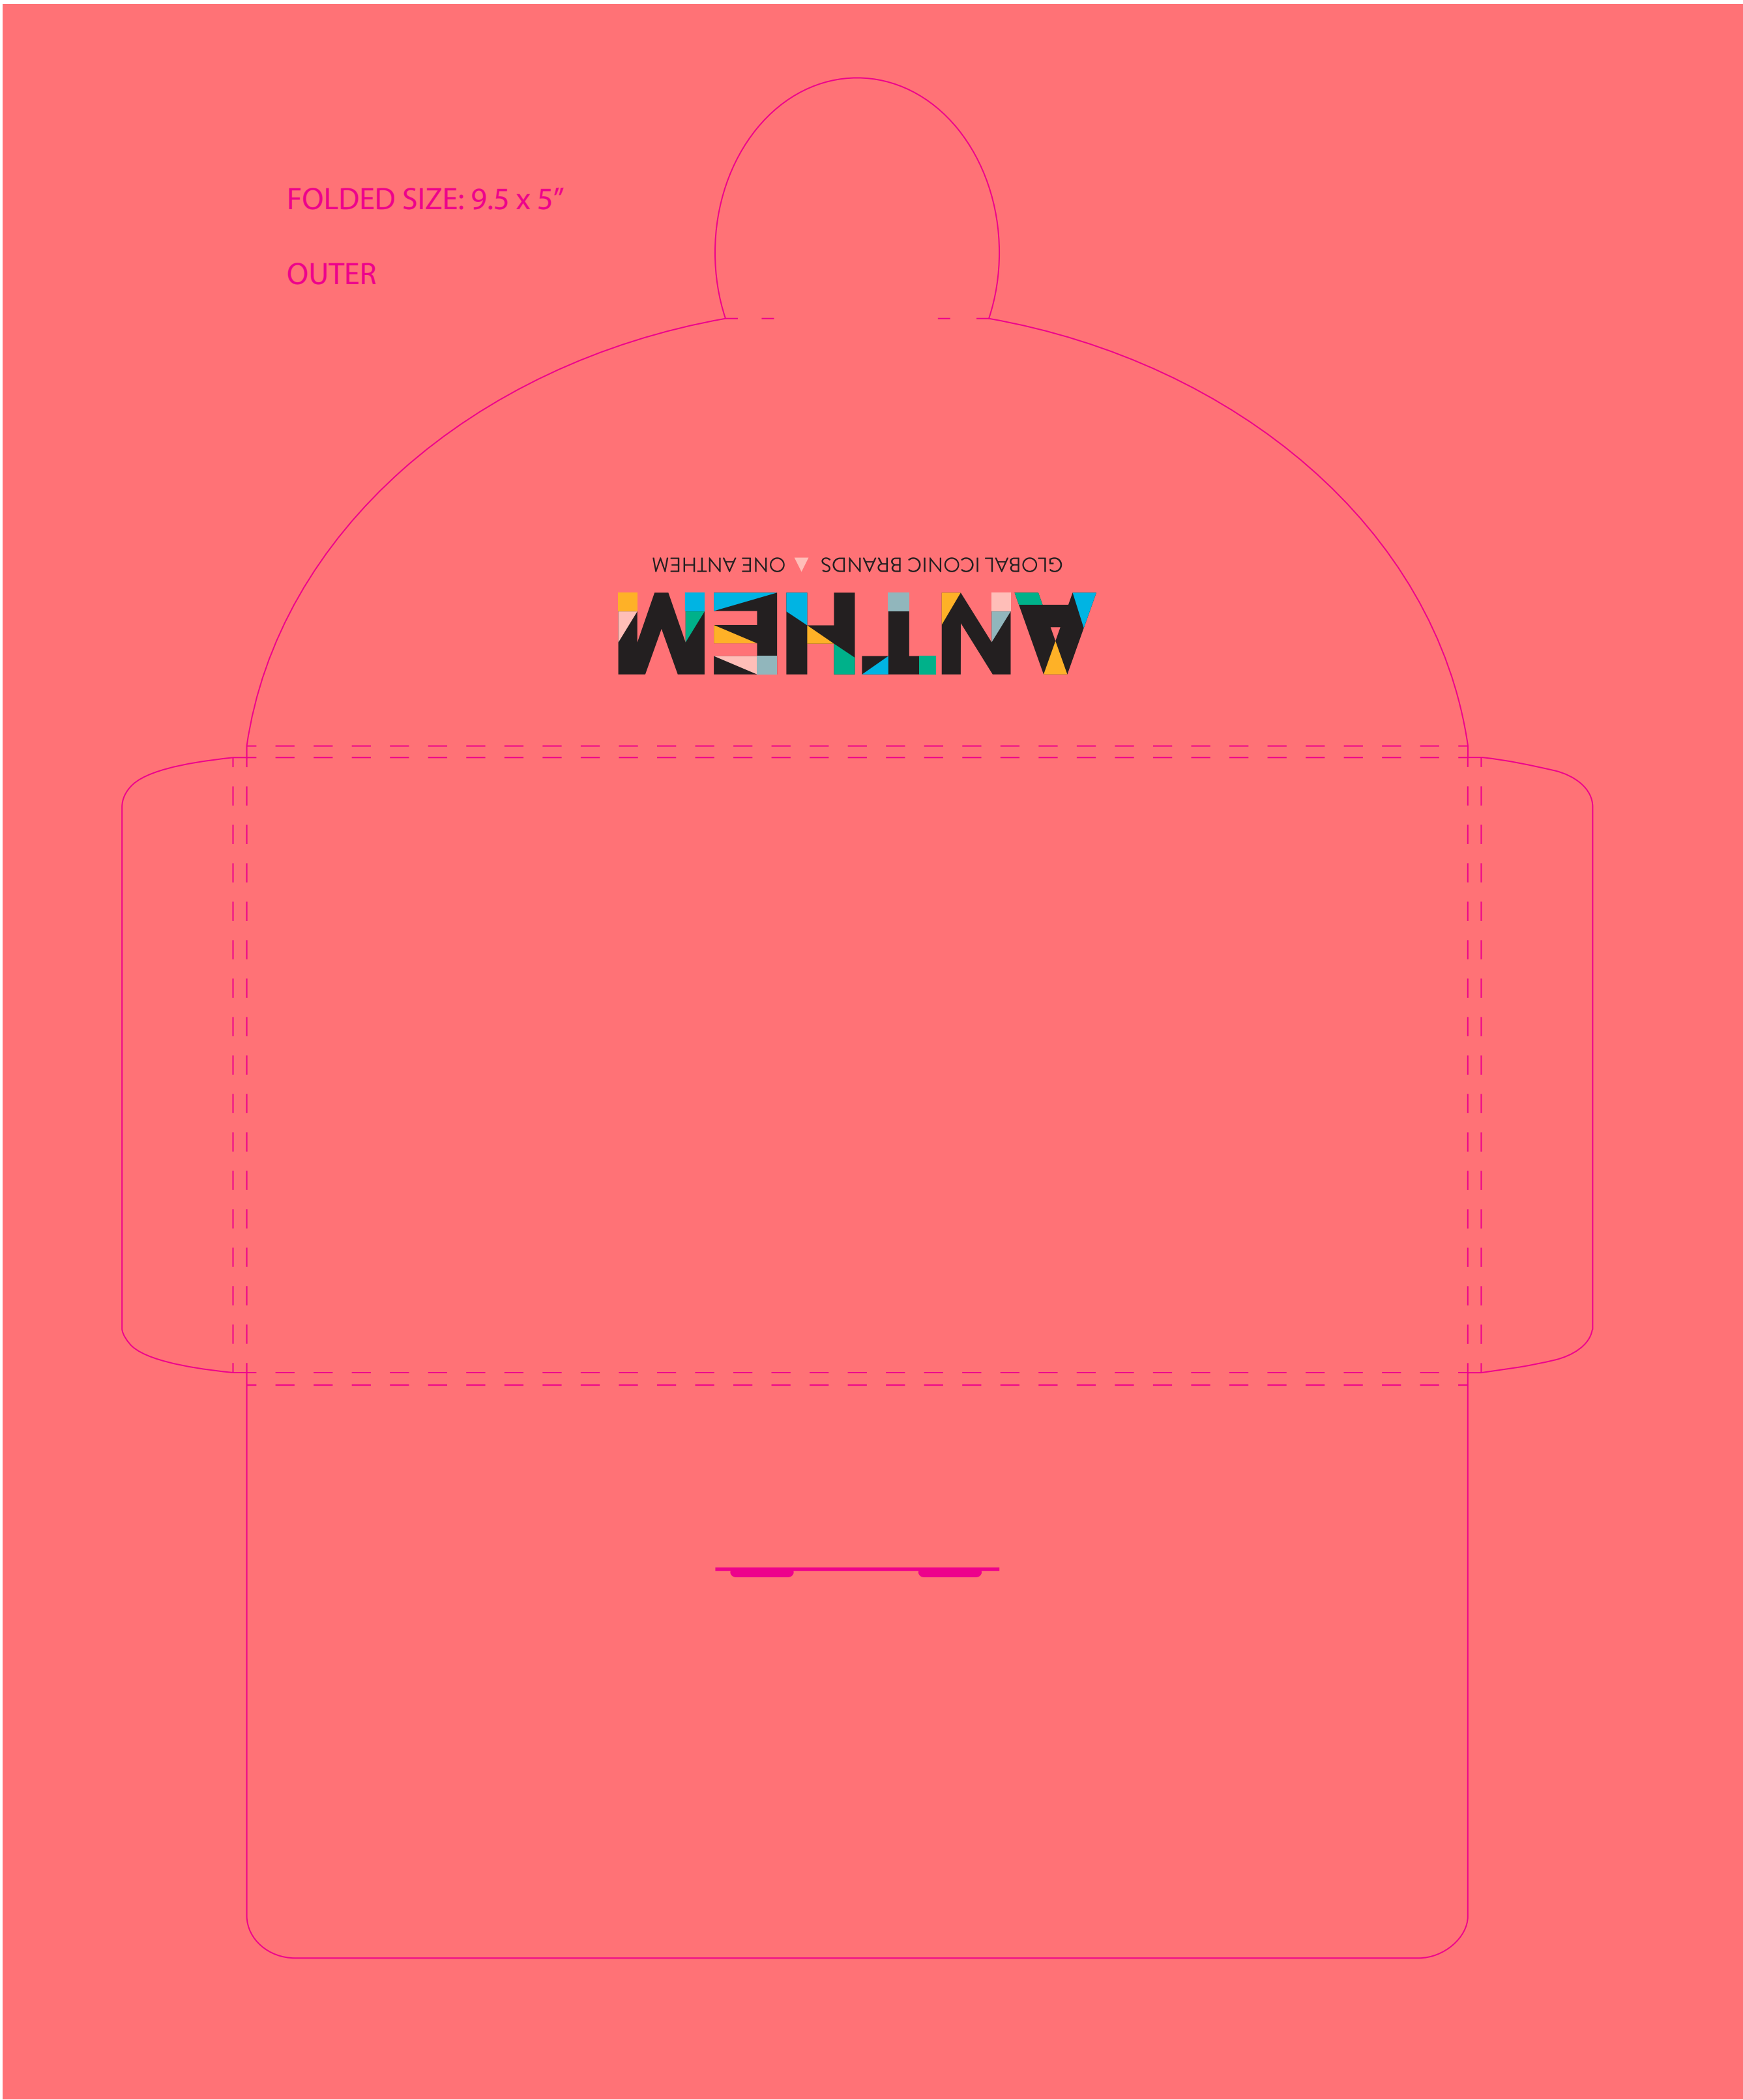 FOLDED SIZE: 9.5 x 5”
OUTER
ANTHEM
GLOBAL ICONIC BRANDS ONE ANTHEM